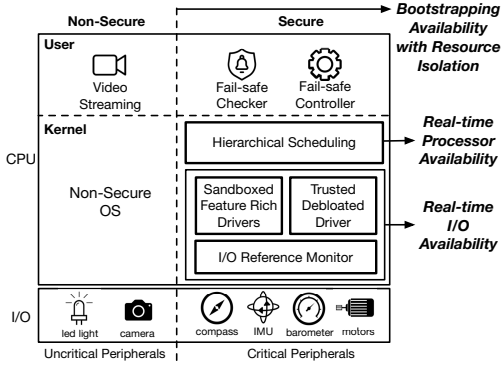 Non-Secure
Secure
Bootstrapping
Availability
with Resource
Isolation
User
Video
Streaming
Fail-safe
Checker
Fail-safe
Controller
CPU
Kernel
Non-Secure
OS
Hierarchical Scheduling
Real-time
Processor
Availability
Sandboxed
Feature Rich
Drivers
Trusted
Debloated
Driver
I/O Reference Monitor
Real-time
I/O
Availability
I/O
led light
camera
compass
IMU
barometer
motors
Uncritical Peripherals
Critical Peripherals